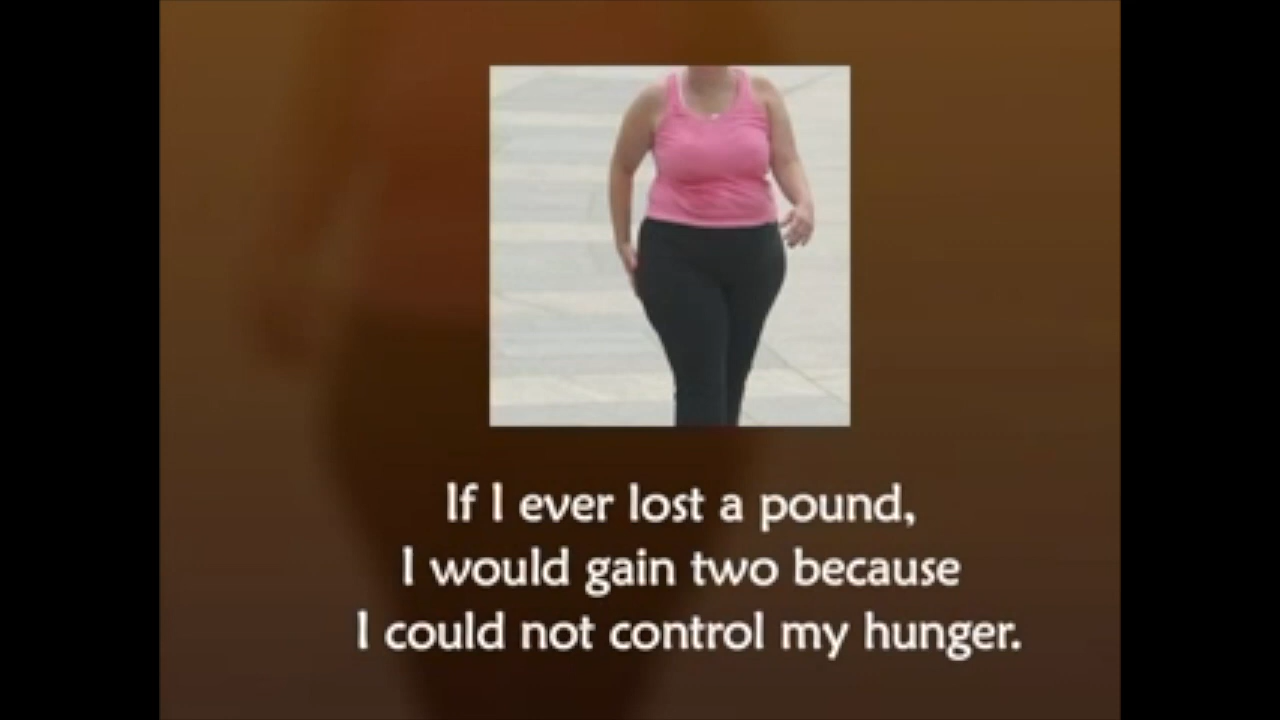 If I ever lost a pound,
I would gain two because
I could not control my hunger.